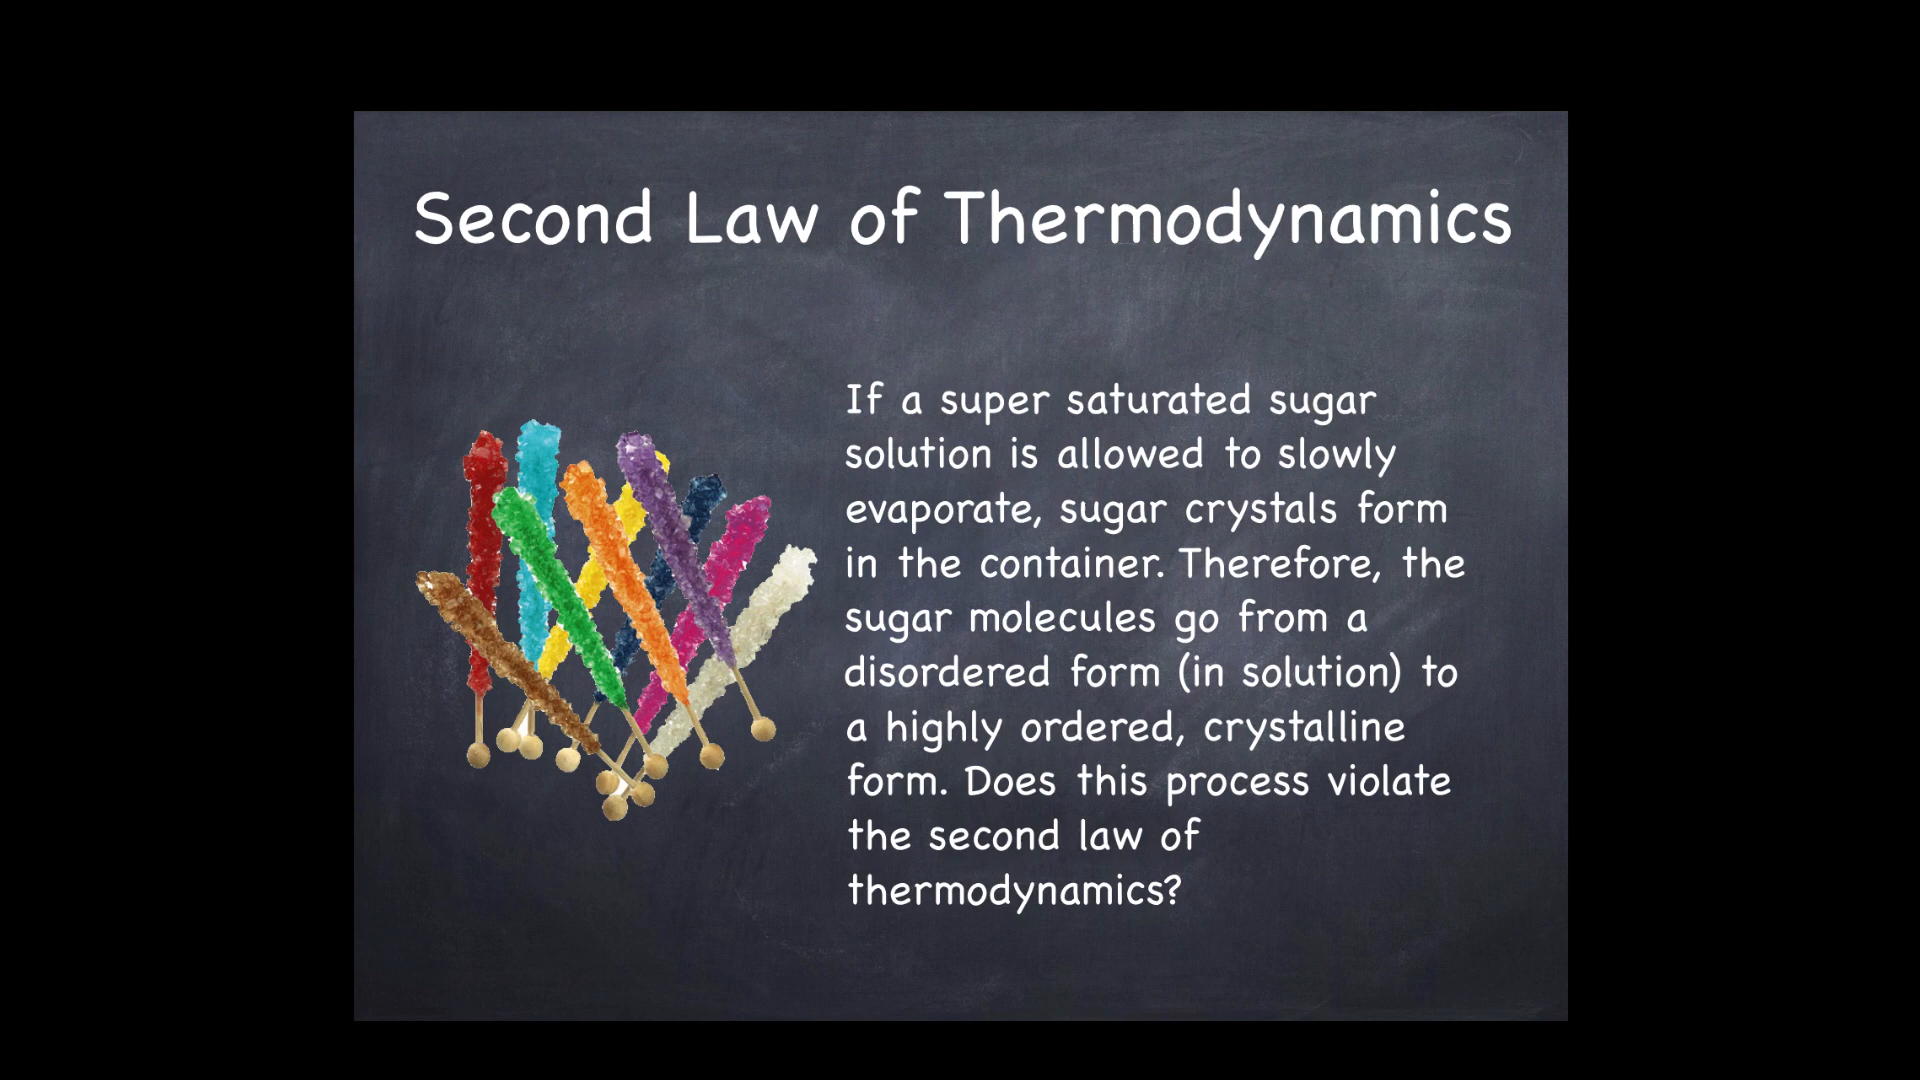 Second Law of Thermodynamics
If a super saturated sugar
solution is allowed to slowly
evaporate, sugar crystals form
in the container. Therefore, the
sugar molecules go from a
disordered form (in solution) to
a highly ordered, crystalline
form. Does this process violate
the second law of
thermodynamics?